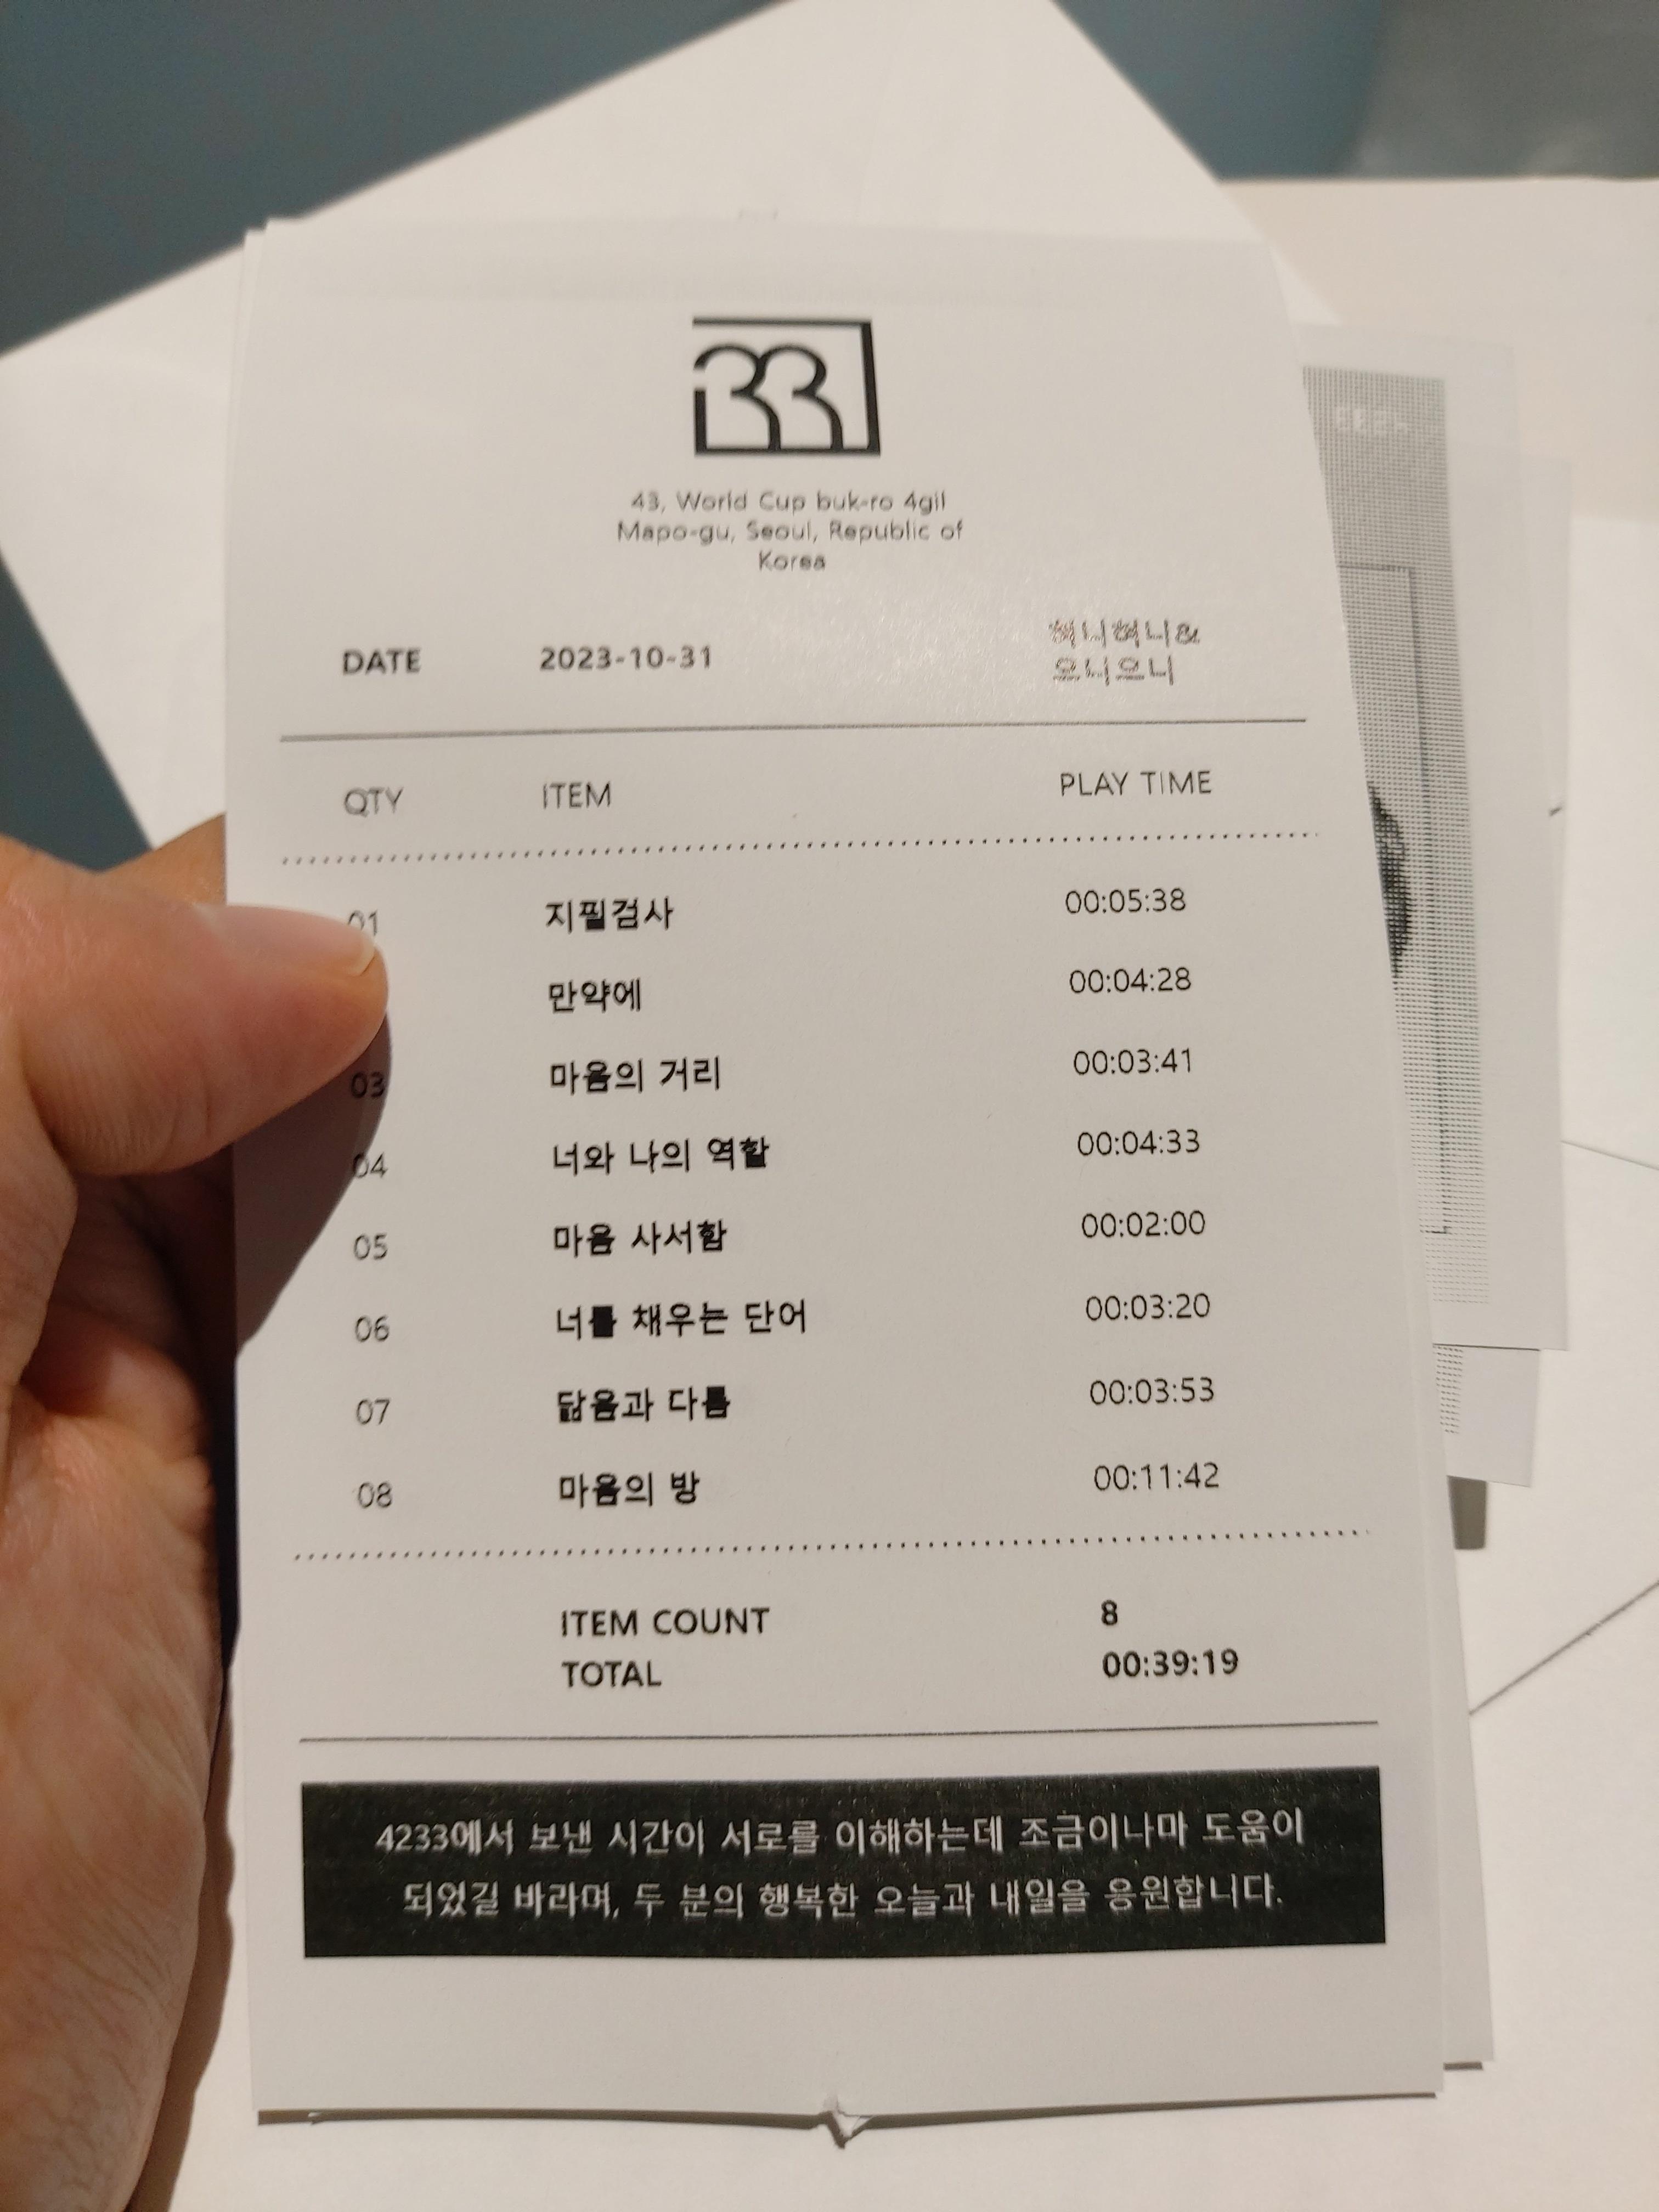 33
43, World Cup buk-ro 4gil
Mapo-gu, Seoul, Republic of
Korea
DATE 2023-10-31 허니허니&
으니으니
QTY ITEM PLAY TIME
01 지필검사 00:05:38
만약에 00:04:28
03 마음의 거리 00:03:41
04 너와 나의 역할 00:04:33
05 마음 사서함 00:02:00
06 너를 채우는 단어 00:03:20
07 닮음과 다름 00:03:53
08 마음의 방 00:11:42
ITEM COUNT 8
TOTAL 00:39:19
4233에서 보낸 시간이 서로를 이해하는데 조금이나마 도움이
되었길 바라며, 두 분의 행복한 오늘과 내일을 응원합니다.